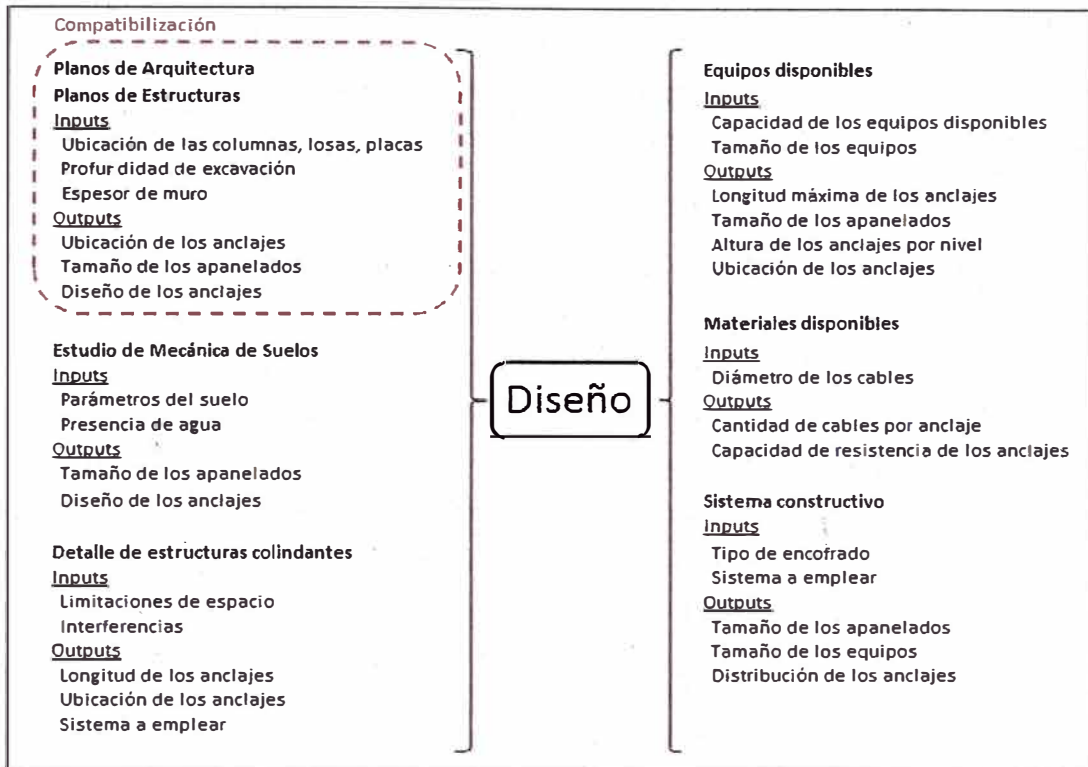 Compatibilización
Planos de Arquitectura
Planos de Estructuras
Inputs
Ubicación de las columnas, losas, placas
Profur didad de excavación
Espesor de muro
Outputs
Ubicación de los anclajes
Tamaño de los apanelados
Diseño de los anclajes
Estudio de Mecánica de Suelos
Inputs
Parámetros del suelo
Presencia de agua
Outputs
Tamaño de los apanelados
Diseño de los anclajes
Detalle de estructuras colindantes
Inputs
Limitaciones de espacio
Interferencias
Outputs
Longitud de los anclajes
Ubicación de los anclajes
Sistema a emplear
Diseño
Equipos disponibles
Inputs
Capacidad de los equipos disponibles
Tamaño de los equipos
Outputs
Longitud máxima de los anclajes
Tamaño de los apanelados
Altura de los anclajes por nivel
Ubicación de los anclajes
Materiales disponibles
Inputs
Diámetro de los cables
Outputs
Cantidad de cables por anclaje
Capacidad de resistencia de los anclajes
Sistema constructivo
Inputs
Tipo de encofrado
Sistema a emplear
Outputs
Tamaño de los apanelados
Tamaño de los equipos
Distribución de los anclajes